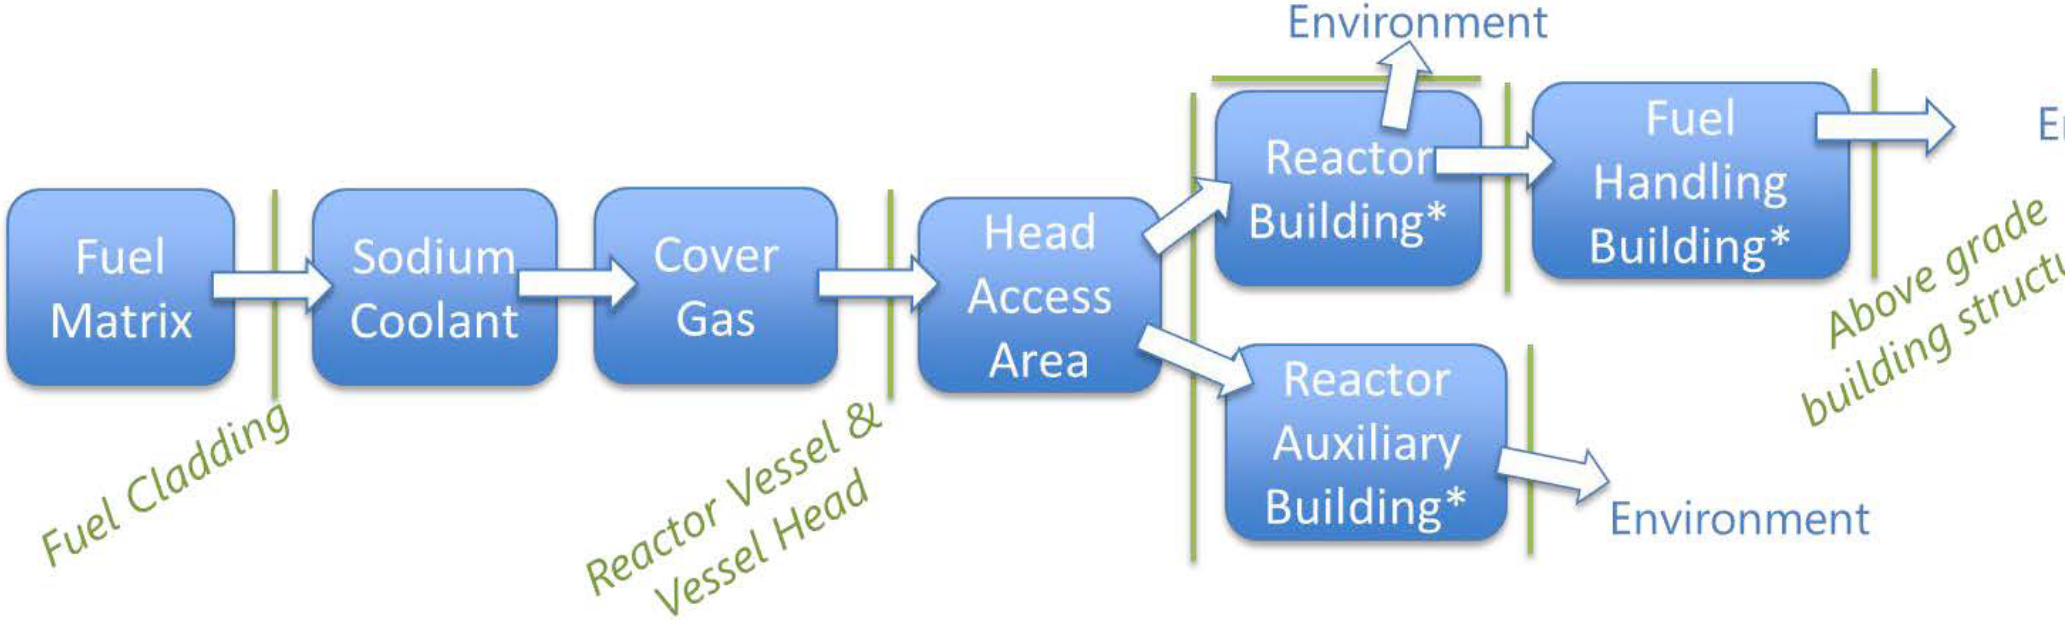 Environment
Fuel
Matrix
Sodium
Coolant
Cover
Gas
Head
Access
Area
Reactor
Building*
Fuel
Handling
Building*
Reactor
Auxiliary
Building*
Environment
Fuel Cladding
Reactor Vessel &
Vessel Head
Above grade
building